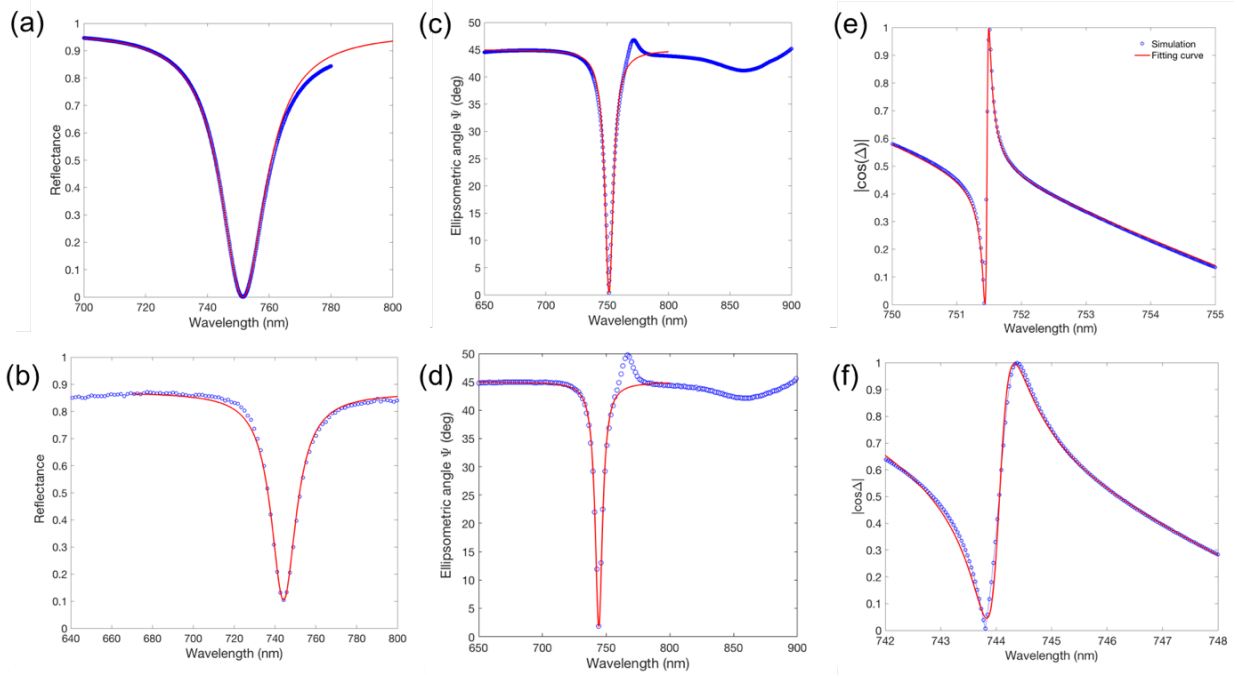 (a)
1
0.9
0.8
0.7
0.6
0.5
0.4
0.3
0.2
0.1
0
Reflectance
700 720 740 760 780 800
Wavelength (nm)
(c)
50
45
40
35
30
25
20
15
10
5
0
Ellipsometric angle Ψ (deg)
650 700 750 800 850 900
Wavelength (nm)
(e)
1
0.9
0.8
0.7
0.6
0.5
0.4
0.3
0.2
0.1
0
|cos(Δ)|
Simulation
Fitting curve
750 751 752 753 754 755
Wavelength (nm)
(b)
1
0.9
0.8
0.7
0.6
0.5
0.4
0.3
0.2
0.1
0
Reflectance
640 660 680 700 720 740 760 780 800
Wavelength (nm)
(d)
50
45
40
35
30
25
20
15
10
5
0
Ellipsometric angle Ψ (deg)
650 700 750 800 850 900
Wavelength (nm)
(f)
1
0.9
0.8
0.7
0.6
0.5
0.4
0.3
0.2
0.1
0
|cosΔ|
742 743 744 745 746 747 748
Wavelength (nm)